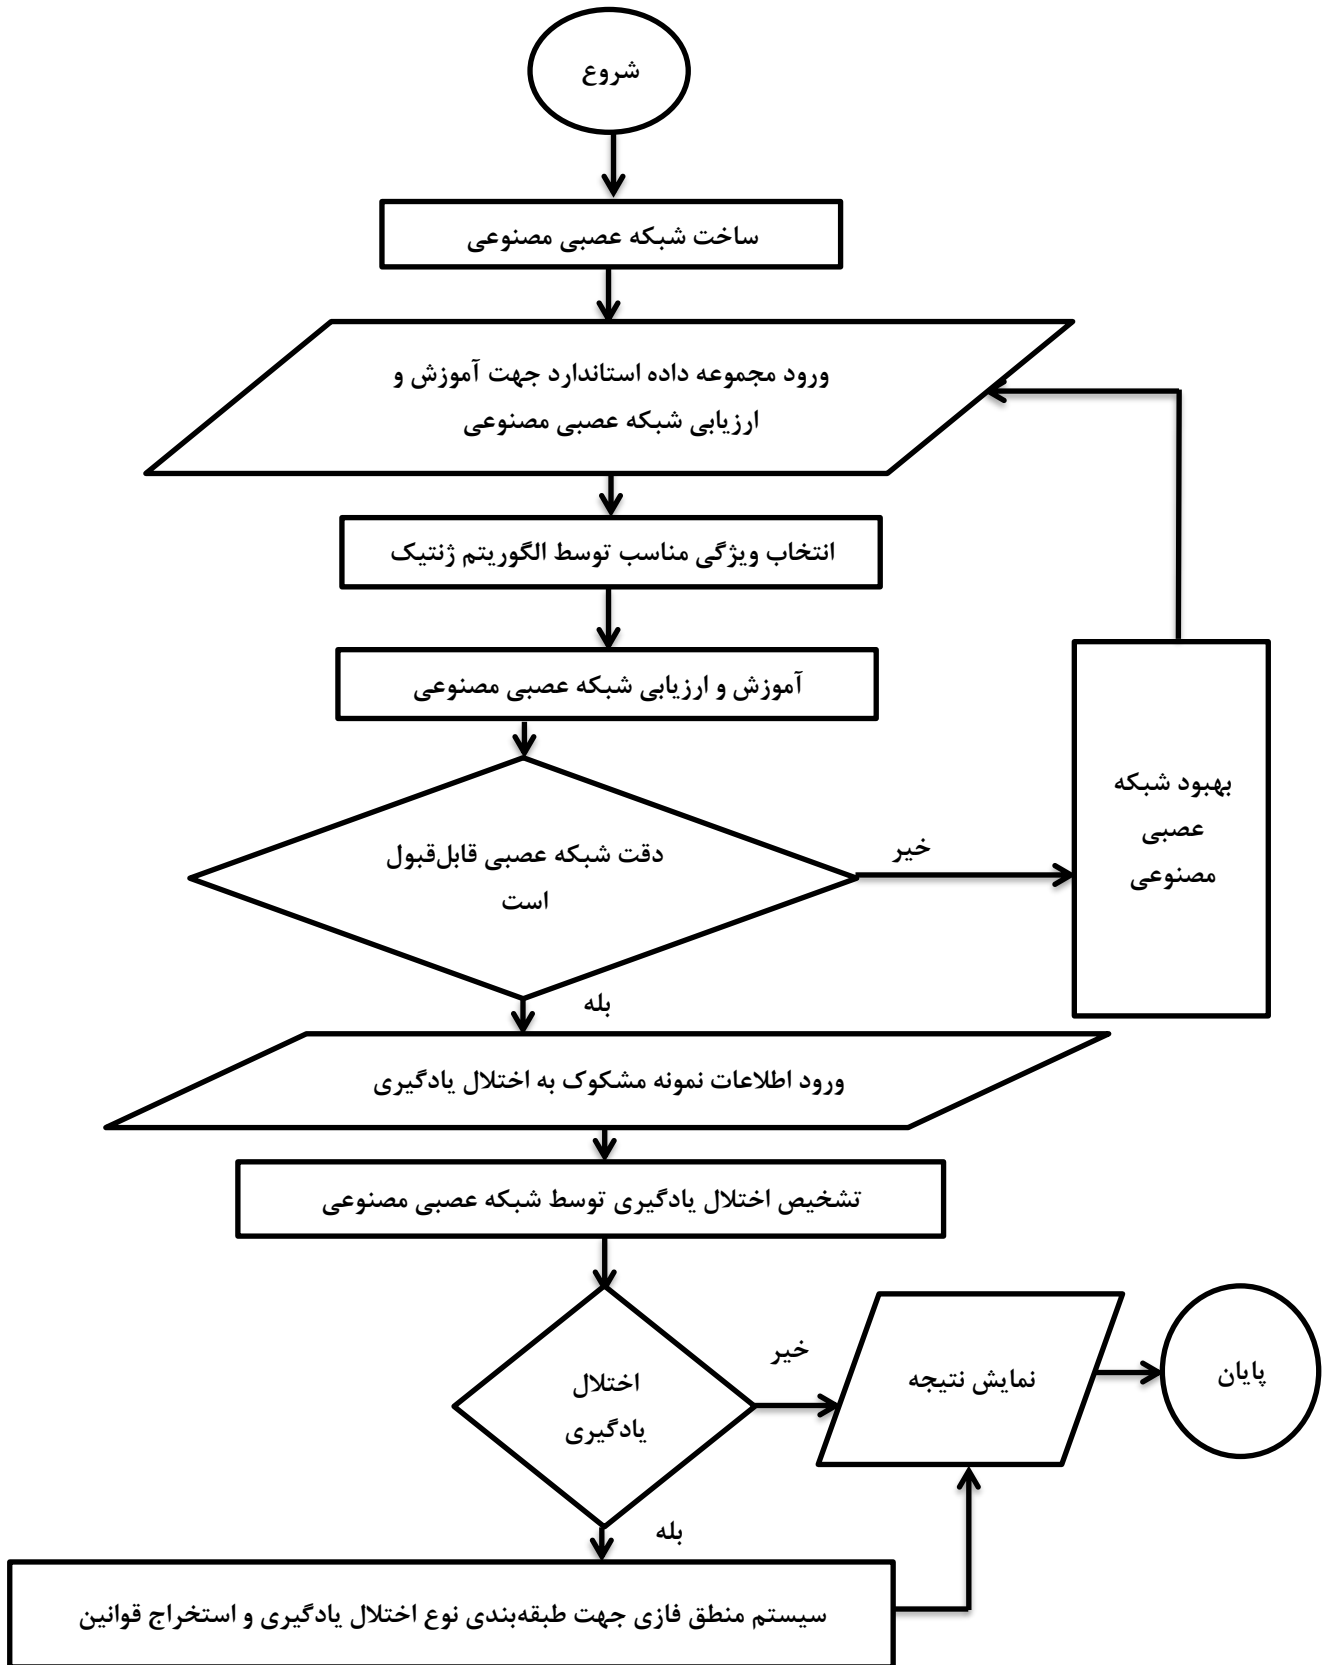 شروع
ساخت شبکه عصبی مصنوعی
ورود مجموعه داده استاندارد جهت آموزش و
ارزیابی شبکه عصبی مصنوعی
انتخاب ویژگی مناسب توسط الگوریتم ژنتیک
آموزش و ارزیابی شبکه عصبی مصنوعی
دقت شبکه عصبی قابل‌قبول
است
خیر
بهبود شبکه
عصبی
مصنوعی
بله
ورود اطلاعات نمونه مشکوک به اختلال یادگیری
تشخیص اختلال یادگیری توسط شبکه عصبی مصنوعی
اختلال
یادگیری
خیر
نمایش نتیجه
پایان
بله
سیستم منطق فازی جهت طبقه‌بندی نوع اختلال یادگیری و استخراج قوانین